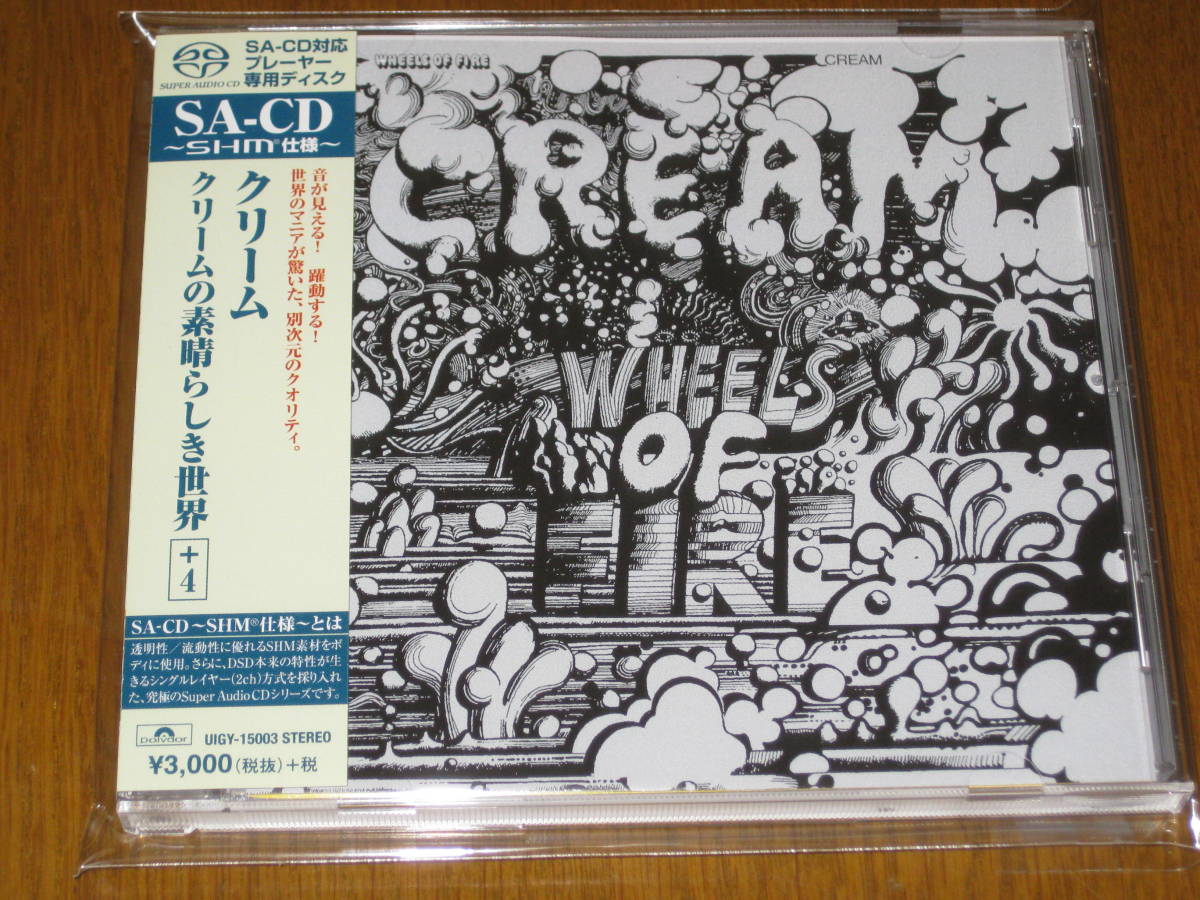 SUPER AUDIO CD
SA-CD対応
プレーヤー
専用ディスク
SA-CD
～SHM®仕様～
音が見える！ 躍動する！
世界のマニアが驚いた、別次元のクオリティ。
クリーム
クリームの素晴らしき世界
+4
SA-CD～SHM®仕様～とは
透明性／流動性に優れるSHM素材をボ
ディに使用。さらに、DSD本来の特性が生
きるシングルレイヤー(2ch)方式を採り入れ
た、究極のSuper Audio CDシリーズです。
polydor
UIGY-15003 STEREO
¥3,000(税抜)+税
WHEELS OF FIRE
CREAM
CREAM
WHEELS
OF
FIRE